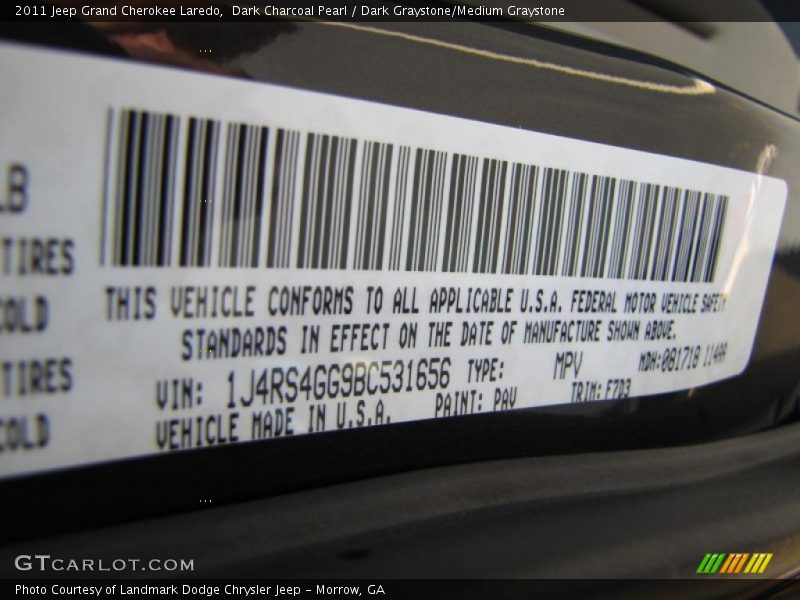 2011 Jeep Grand Cherokee Laredo, Dark Charcoal Pearl / Dark Graystone/Medium Graystone
LB
TIRES
COLD
TIRES
COLD
THIS VEHICLE CONFORMS TO ALL APPLICABLE U.S.A. FEDERAL MOTOR VEHICLE SAFETY
STANDARDS IN EFFECT ON THE DATE OF MANUFACTURE SHOWN ABOVE.
VIN: 1J4RS4GG9BC531656 TYPE: MPV MDH: 081718 114AA
VEHICLE MADE IN U.S.A. PAINT: PAV TRIM: F7D3
GTCARLOT.COM
Photo Courtesy of Landmark Dodge Chrysler Jeep - Morrow, GA